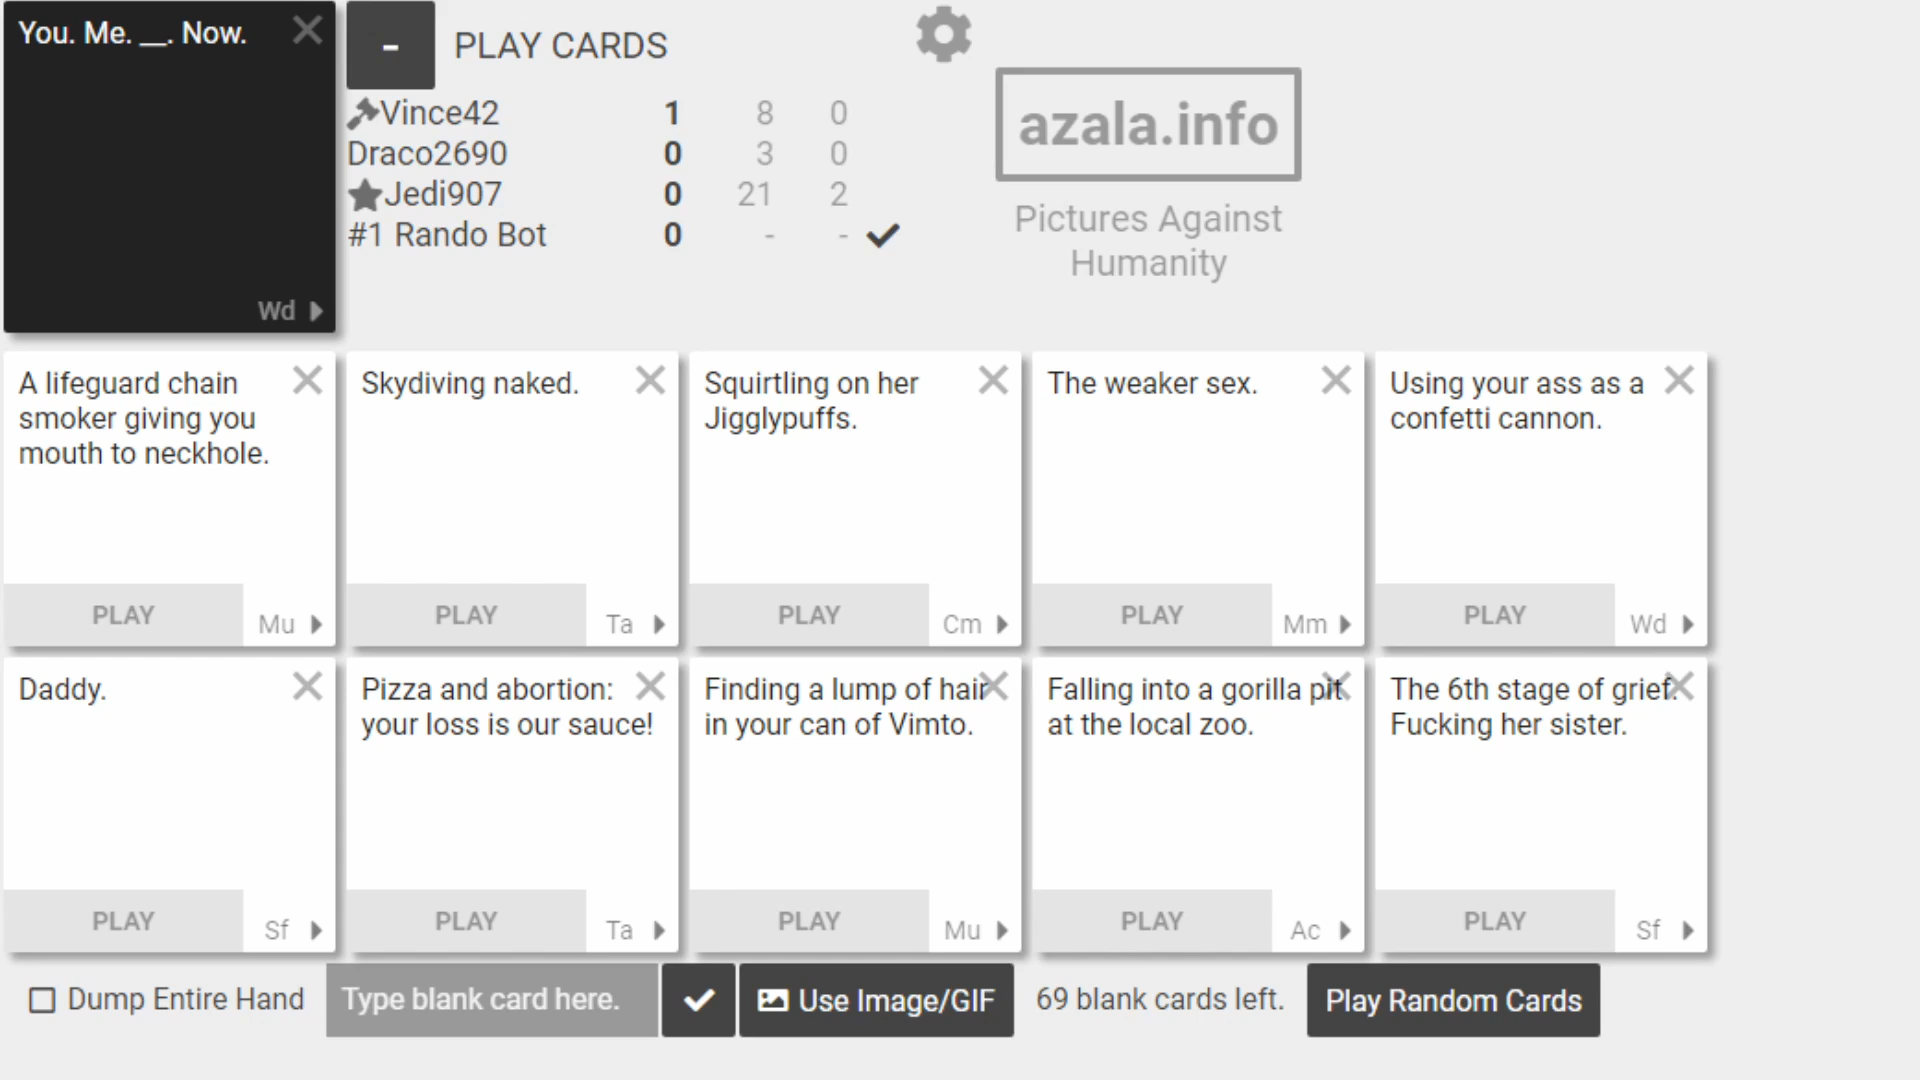 You. Me. __. Now.
Wd
-
PLAY CARDS
Vince42 1 8 0
Draco2690 0 3 0
Jedi907 0 21 2
#1 Rando Bot 0 - -
azala.info
Pictures Against
Humanity
A lifeguard chain
smoker giving you
mouth to neckhole.
PLAY
Mu
Skydiving naked.
PLAY
Ta
Squirtling on her
Jigglypuffs.
PLAY
Cm
The weaker sex.
PLAY
Mm
Using your ass as a
confetti cannon.
PLAY
Wd
Daddy.
PLAY
Sf
Pizza and abortion:
your loss is our sauce!
PLAY
Ta
Finding a lump of hair
in your can of Vimto.
PLAY
Mu
Falling into a gorilla pit
at the local zoo.
PLAY
Ac
The 6th stage of grief.
Fucking her sister.
PLAY
Sf
Dump Entire Hand
Type blank card here.
Use Image/GIF
69 blank cards left.
Play Random Cards